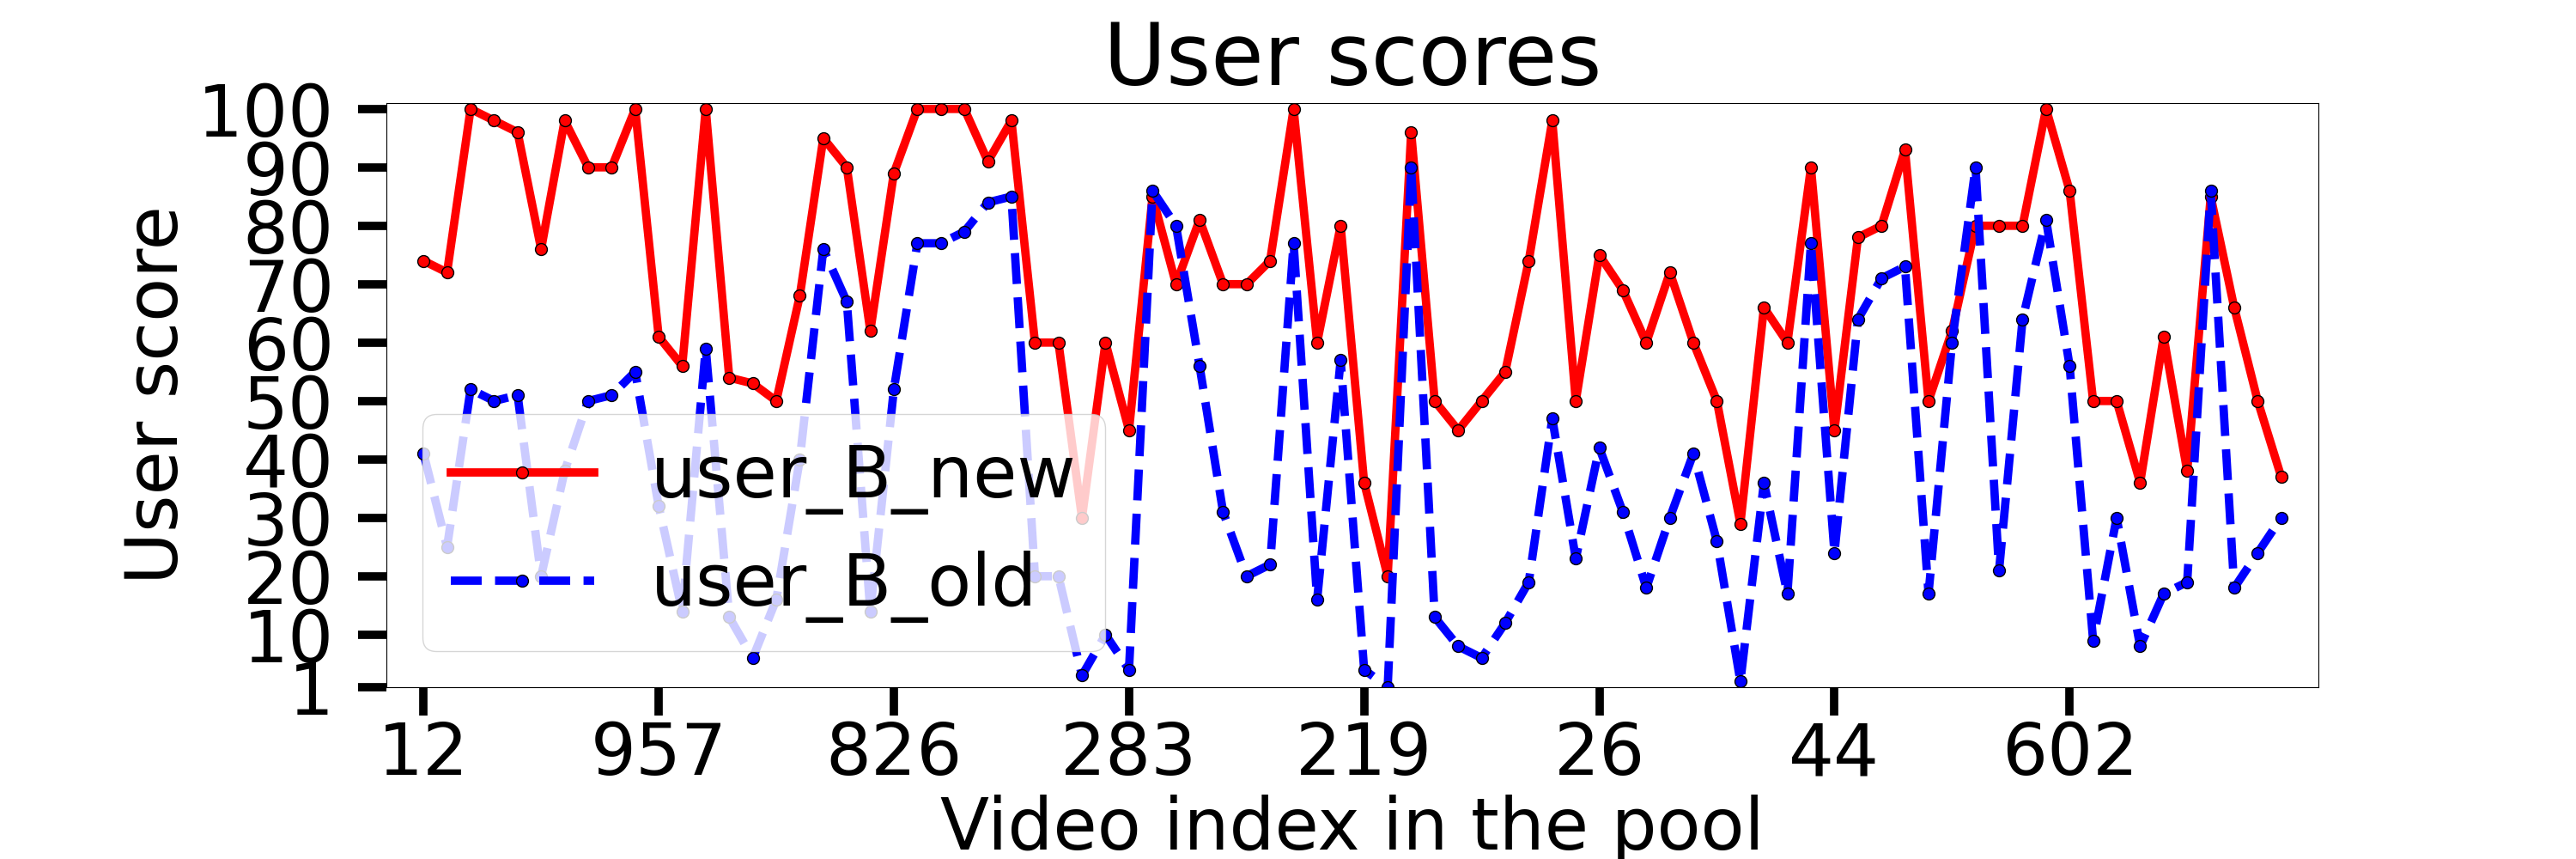 User scores
User score
100
90
80
70
60
50
40
30
20
10
1
user_B_new
user_B_old
12 957 826 283 219 26 44 602
Video index in the pool